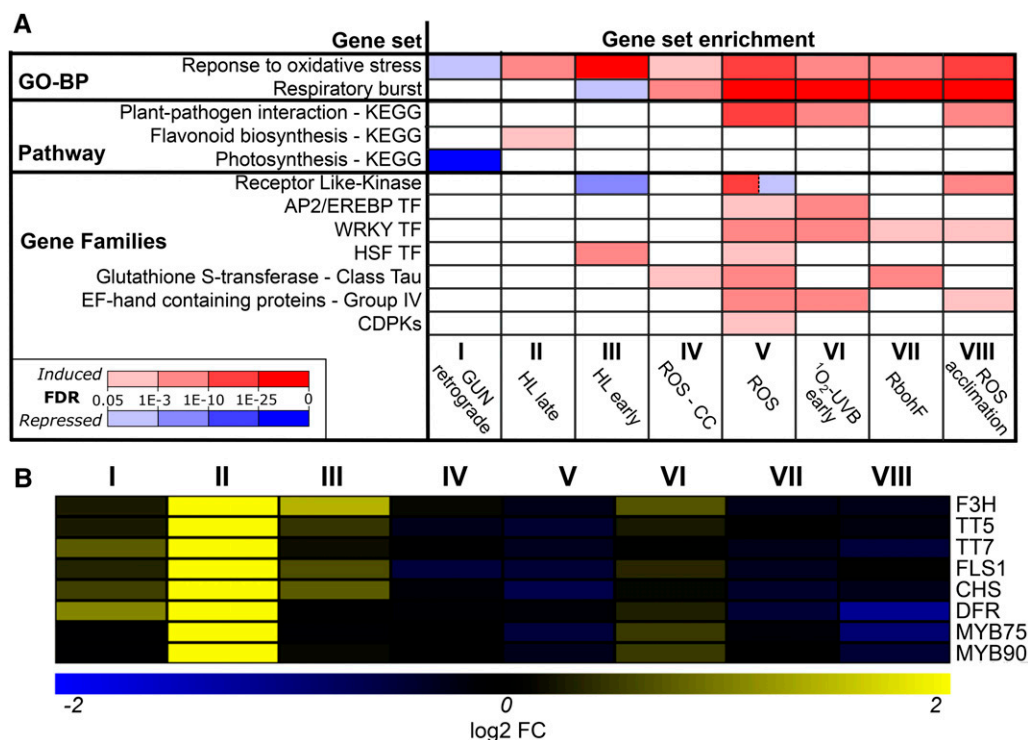 A
Gene set
Gene set enrichment
GO-BP
Reponse to oxidative stress
Respiratory burst
Pathway
Plant-pathogen interaction - KEGG
Flavonoid biosynthesis - KEGG
Photosynthesis - KEGG
Gene Families
Receptor Like-Kinase
AP2/EREBP TF
WRKY TF
HSF TF
Glutathione S-transferase - Class Tau
EF-hand containing proteins - Group IV
CDPKs
I II III IV V VI VII VIII
GUN retrograde
HL late
HL early
ROS - CC
ROS
¹O₂-UVB early
RbohF
ROS acclimation
Induced
FDR
0.05 1E-3 1E-10 1E-25 0
Repressed
B
I II III IV V VI VII VIII
F3H
TT5
TT7
FLS1
CHS
DFR
MYB75
MYB90
-2 0 2
log2 FC